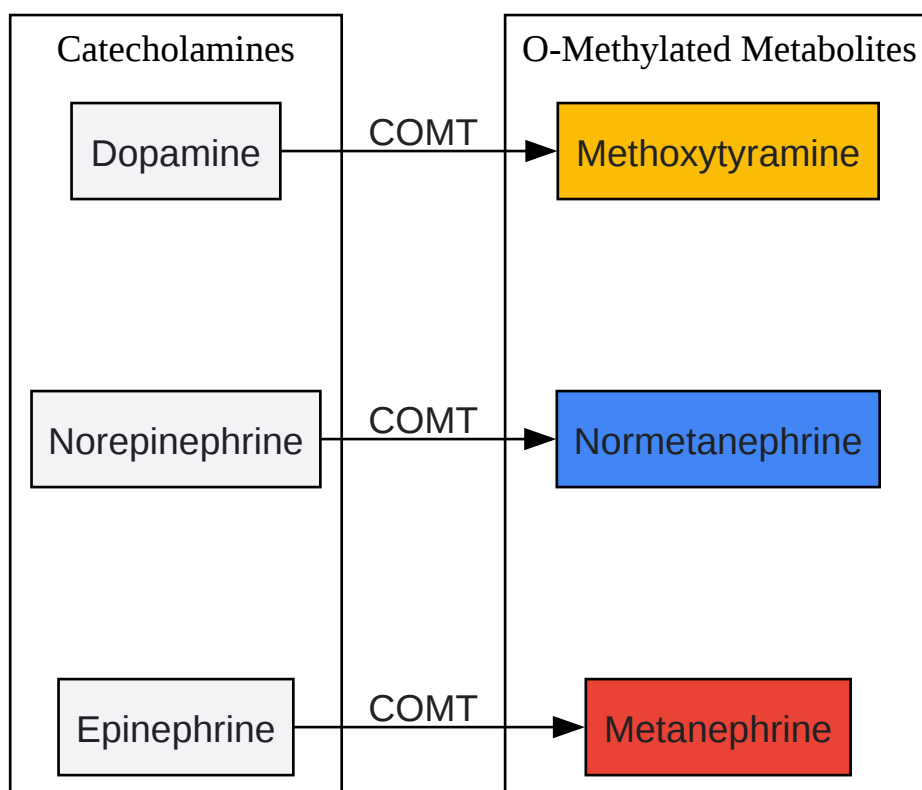 Catecholamines
O-Methylated Metabolites
Dopamine
COMT
Methoxytyramine
Norepinephrine
COMT
Normetanephrine
Epinephrine
COMT
Metanephrine